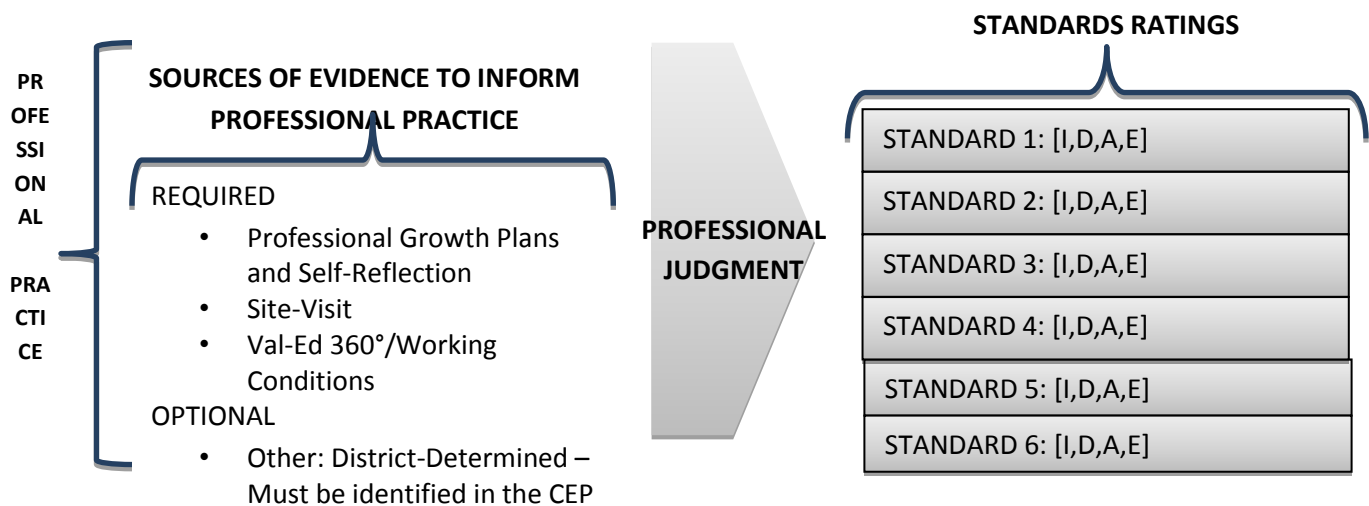 PR
OFE
SSI
ON
AL
PRA
CTI
CE
SOURCES OF EVIDENCE TO INFORM
PROFESSIONAL PRACTICE
REQUIRED
• Professional Growth Plans
and Self-Reflection
• Site-Visit
• Val-Ed 360°/Working
Conditions
OPTIONAL
• Other: District-Determined –
Must be identified in the CEP
PROFESSIONAL
JUDGMENT
STANDARDS RATINGS
STANDARD 1: [I,D,A,E]
STANDARD 2: [I,D,A,E]
STANDARD 3: [I,D,A,E]
STANDARD 4: [I,D,A,E]
STANDARD 5: [I,D,A,E]
STANDARD 6: [I,D,A,E]